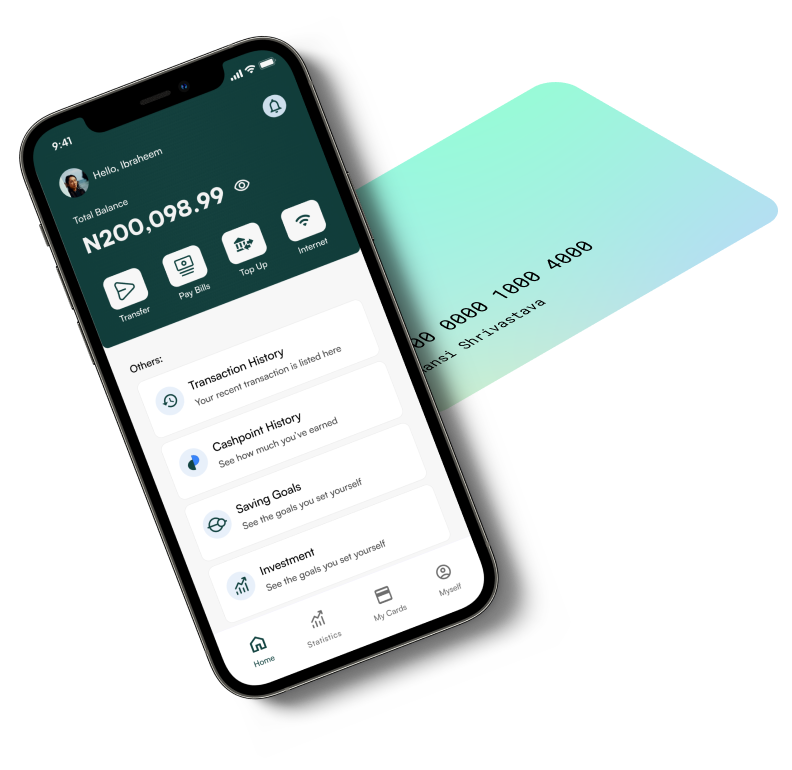 9:41
Hello, Ibraheem
Total Balance
N200,098.99
Transfer
Pay Bills
Top Up
Internet
Others:
Transaction History
Your recent transaction is listed here
Cashpoint History
See how much you've earned
Saving Goals
See the goals you set yourself
Investment
See the goals you set yourself
Home
Statistics
My Cards
Myself
00 0000 1000 4000
ansi Shrivastava